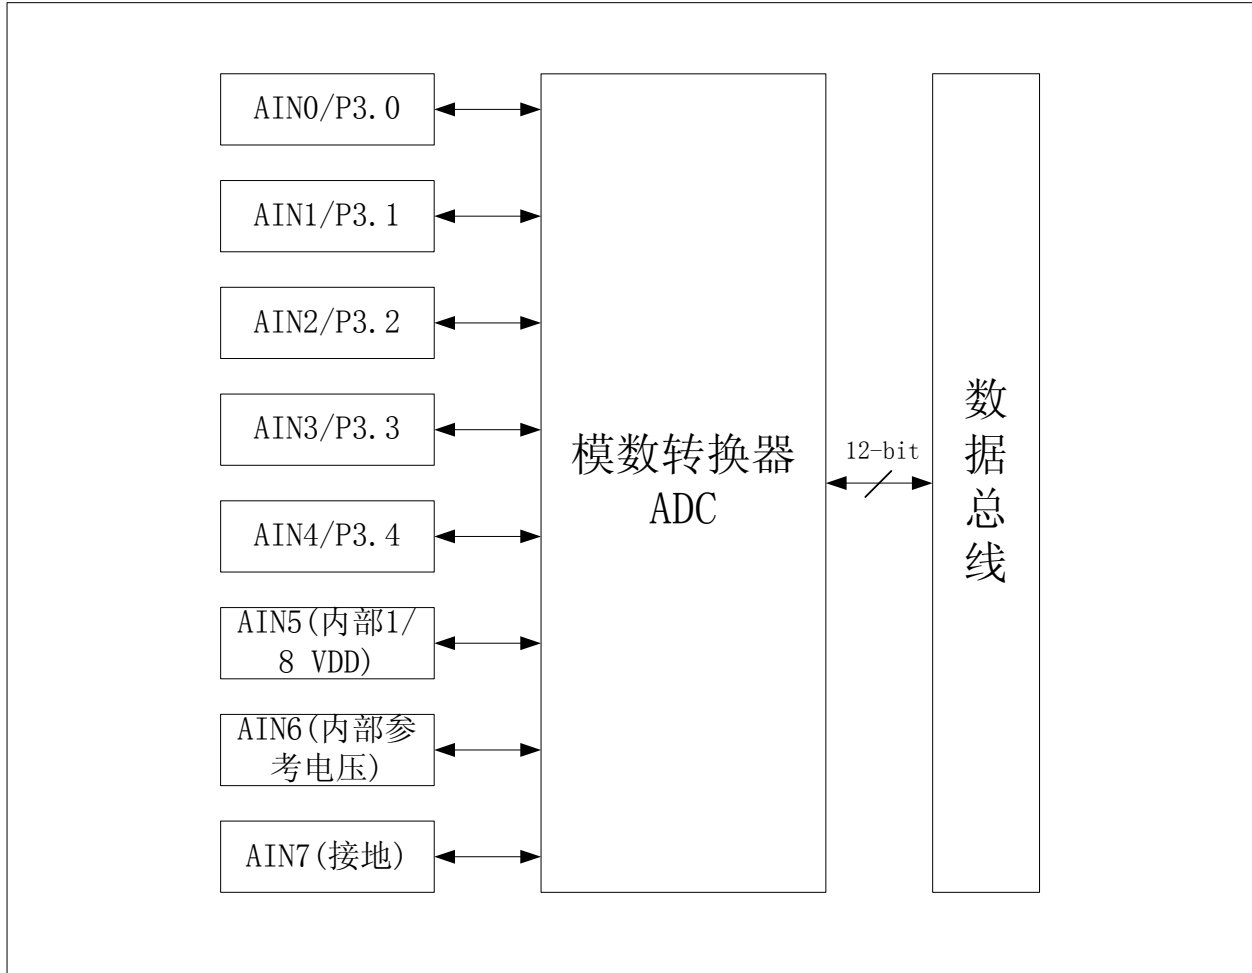 AIN0/P3.0
AIN1/P3.1
AIN2/P3.2
AIN3/P3.3
AIN4/P3.4
AIN5(内部1/
8 VDD)
AIN6(内部参
考电压)
AIN7(接地)
模数转换器
ADC
12-bit
数
据
总
线